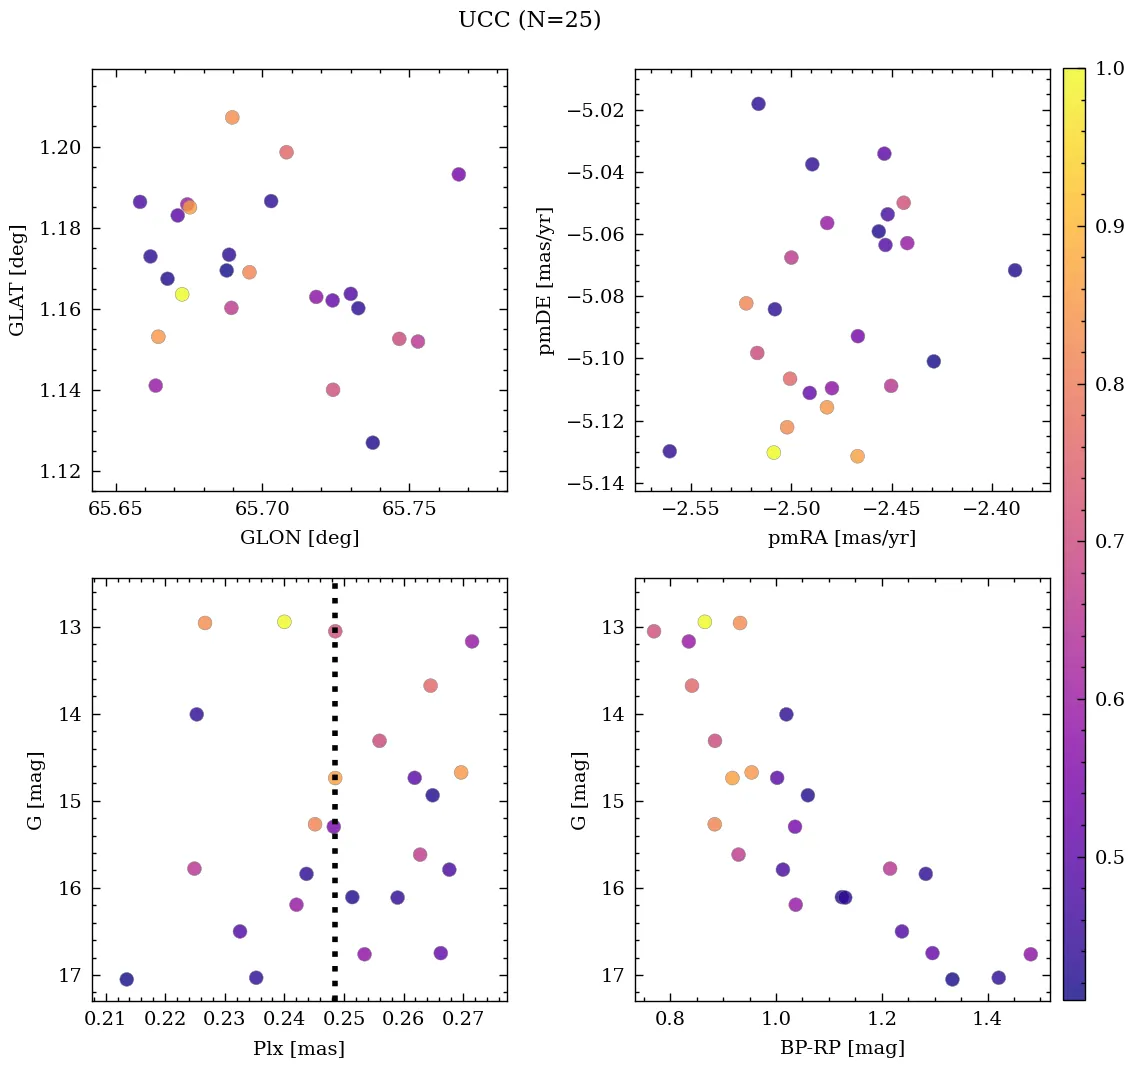 UCC (N=25)
1.20
1.18
1.16
1.14
1.12
GLAT [deg]
65.65 65.70 65.75
GLON [deg]
−5.02
−5.04
−5.06
−5.08
−5.10
−5.12
−5.14
pmDE [mas/yr]
−2.55 −2.50 −2.45 −2.40
pmRA [mas/yr]
1.0
0.9
0.8
0.7
0.6
0.5
13
14
15
16
17
G [mag]
0.21 0.22 0.23 0.24 0.25 0.26 0.27
Plx [mas]
13
14
15
16
17
G [mag]
0.8 1.0 1.2 1.4
BP-RP [mag]